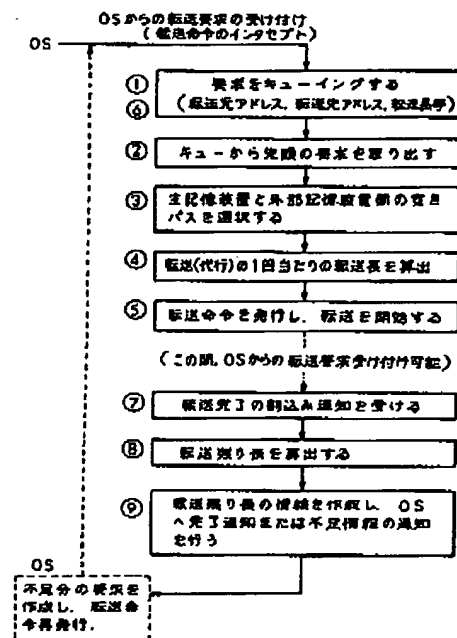 OSからの転送要求の受け付け
(転送命令のインタセプト)
OS
① 要求をキューイングする
⑥ (転送元アドレス, 転送先アドレス, 転送長等)
② キューから先頭の要求を取り出す
③ 主記憶装置と外部記憶装置間の空き
パスを選択する
④ 転送(代行)の1回当たりの転送長を算出
⑤ 転送命令を発行し, 転送を開始する
(この間, OSからの転送要求受け付け可能)
⑦ 転送完了の割込み通知を受ける
⑧ 転送残り長を算出する
⑨ 転送残り長の情報を作成し, OS
へ完了通知または不足情報の通知
を行う
OS
不足分の要求を
作成し, 転送命
令再発行.